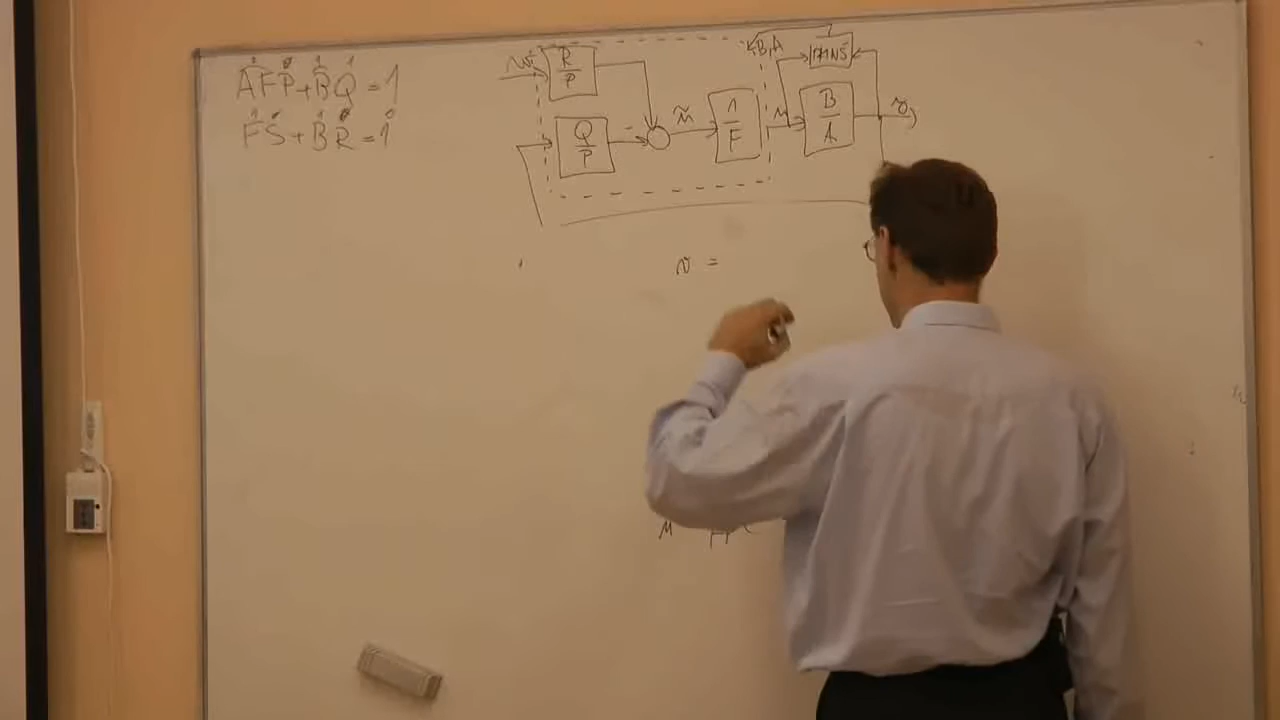 AFP+BQ=1
FS+BR=1
w
R
P
Q
P
-
ũ
1
F
u
B
A
y
B,A
u =